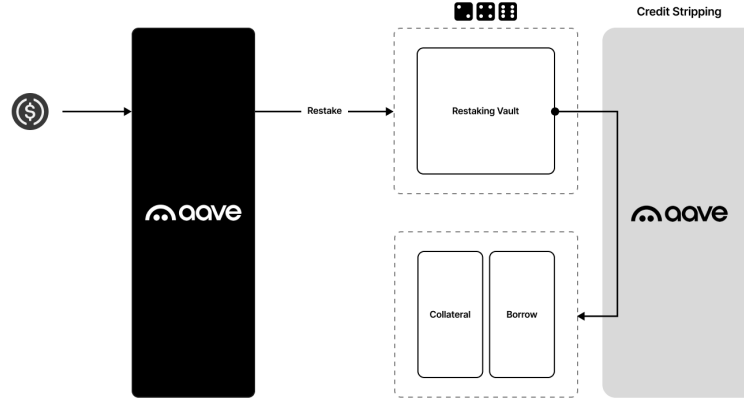 Credit Stripping
$
aave
Restake
Restaking Vault
aave
Collateral
Borrow